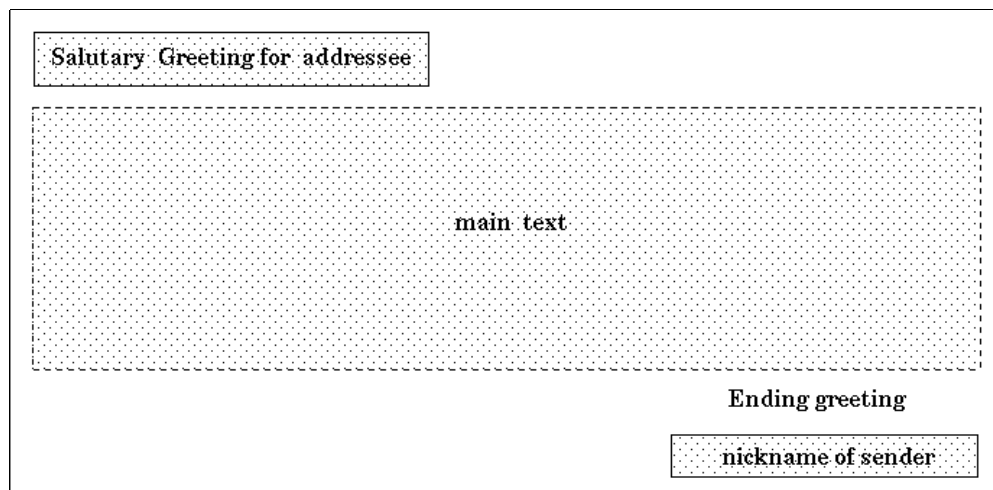 Salutary Greeting for addressee
main text
Ending greeting
nickname of sender